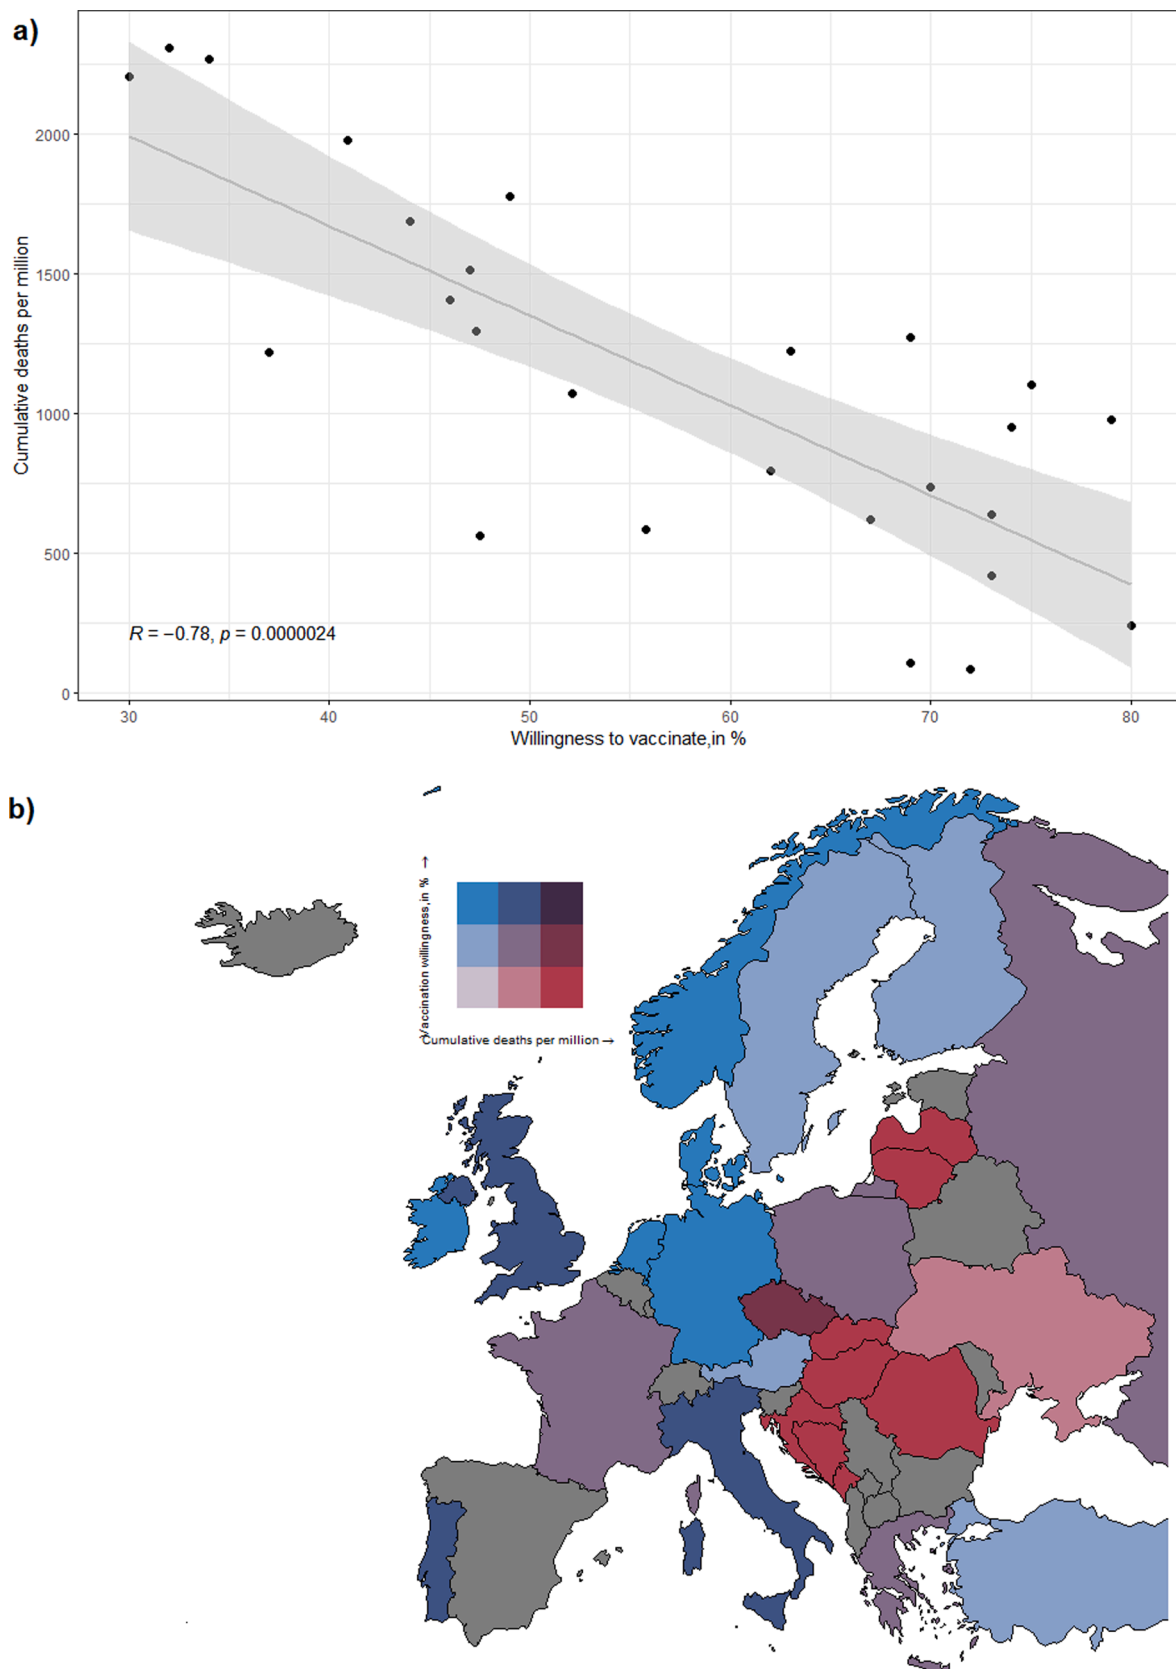 a)
Cumulative deaths per million
2000
1500
1000
500
0
R = −0.78, p = 0.0000024
30 40 50 60 70 80
Willingness to vaccinate,in %
b)
Vaccination willingness,in % →
Cumulative deaths per million →